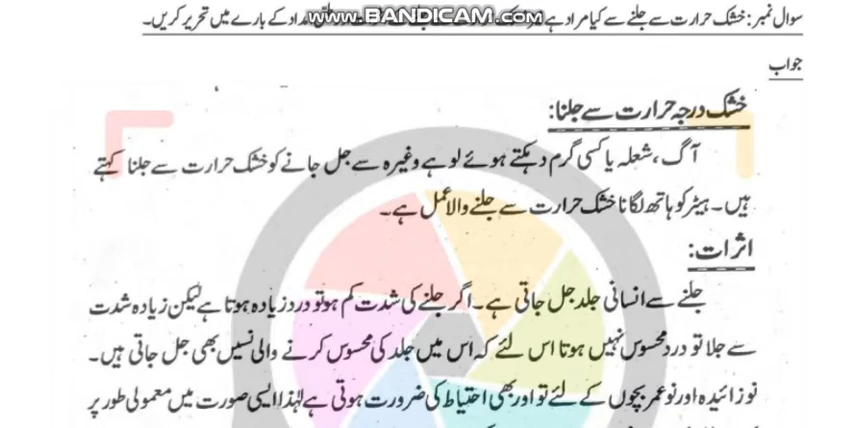 www.BANDICAM.com
سوال نمبر: خشک حرارت سے جلنے سے کیا مراد ہے امداد کے بارے میں تحریر کریں۔
جواب
خشک درجہ حرارت سے جلنا:
آگ، شعلہ یا کسی گرم دہکتے ہوئے لوہے وغیرہ سے جل جانے کو خشک حرارت سے جلنا کہتے
ہیں۔ ہیٹر کو ہاتھ لگانا خشک حرارت سے جلنے والا عمل ہے۔
اثرات:
جلنے سے انسانی جلد جل جاتی ہے۔ اگر جلنے کی شدت کم ہو تو درد زیادہ ہوتا ہے لیکن زیادہ شدت
سے جلا تو درد محسوس نہیں ہوتا اس لئے کہ اس میں جلد کی محسوس کرنے والی نسیں بھی جل جاتی ہیں۔
نوزائیدہ اور نو عمر بچوں کے لئے تو اور بھی احتیاط کی ضرورت ہوتی ہے لہٰذا ایسی صورت میں معمولی طور پر